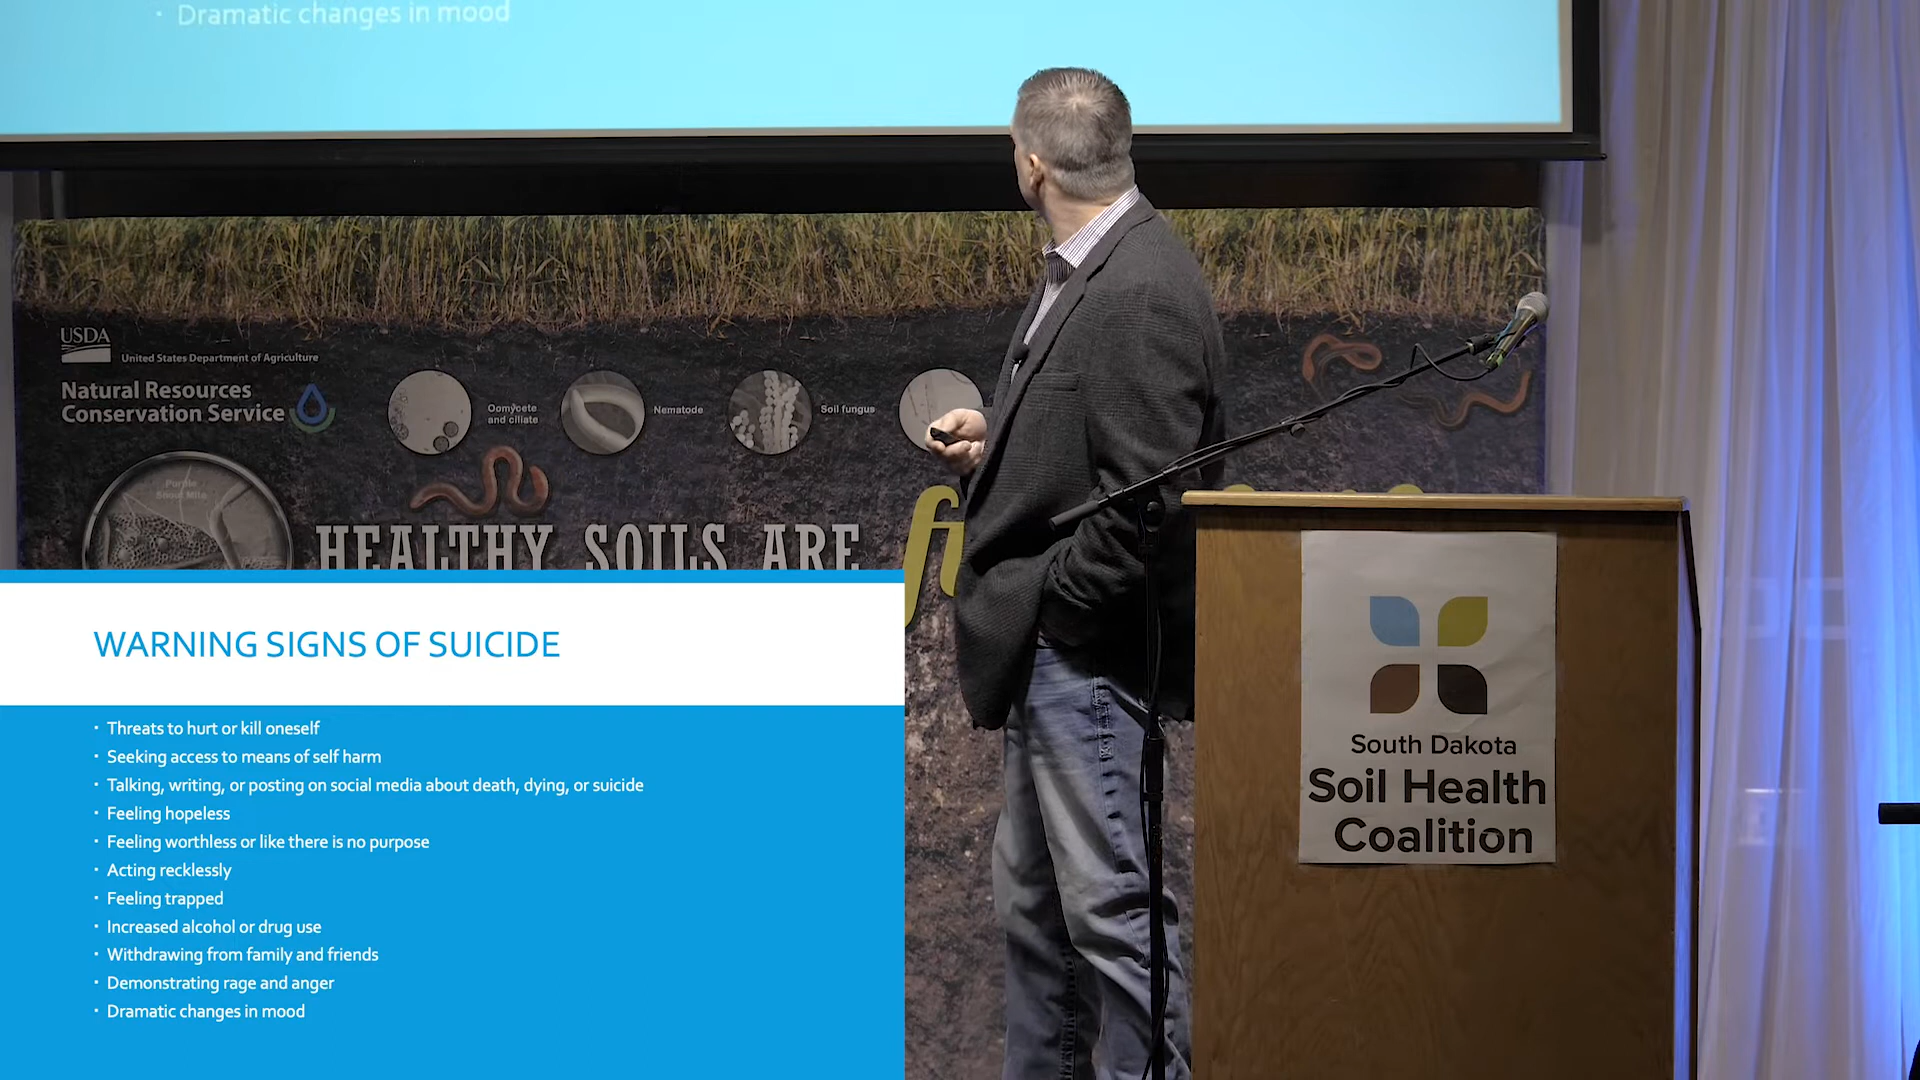 · Dramatic changes in mood
USDA
United States Department of Agriculture
Natural Resources
Conservation Service
Oomycete
and ciliate
Nematode
Soil fungus
Purple
Snout Mite
HEALTHY SOILS ARE
WARNING SIGNS OF SUICIDE
· Threats to hurt or kill oneself
· Seeking access to means of self harm
· Talking, writing, or posting on social media about death, dying, or suicide
· Feeling hopeless
· Feeling worthless or like there is no purpose
· Acting recklessly
· Feeling trapped
· Increased alcohol or drug use
· Withdrawing from family and friends
· Demonstrating rage and anger
· Dramatic changes in mood
South Dakota
Soil Health
Coalition